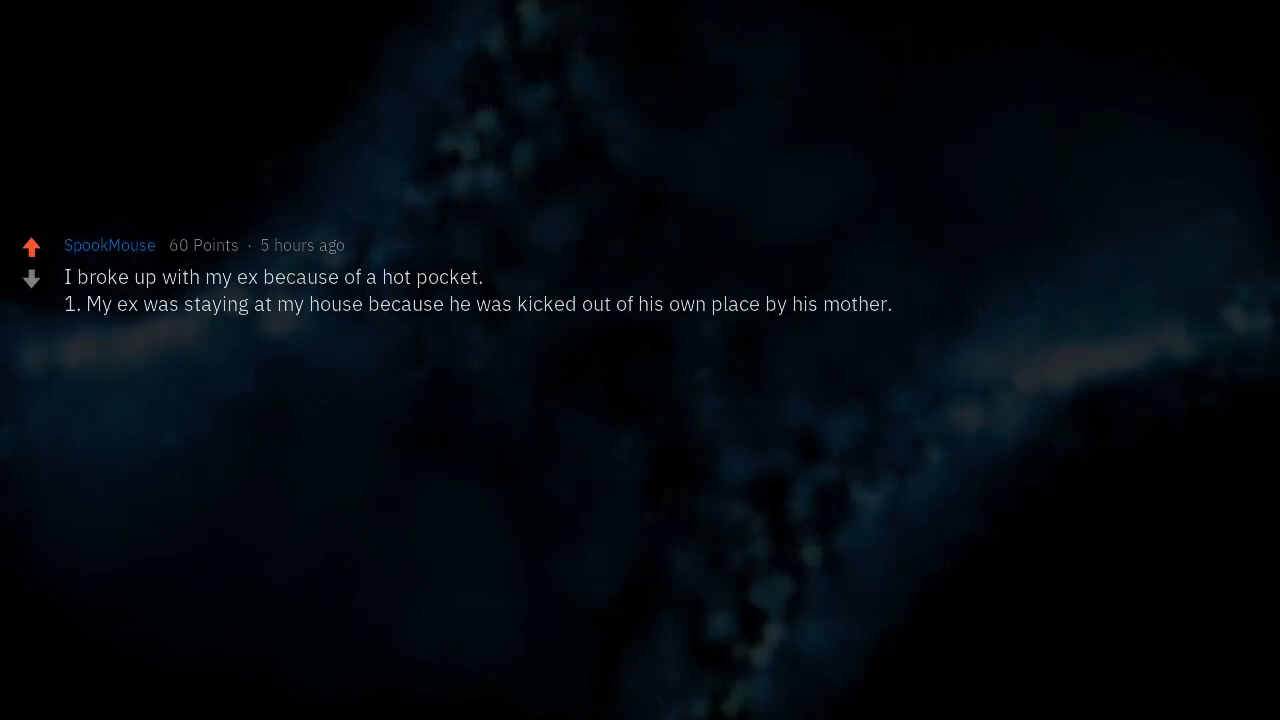 SpookMouse 60 Points · 5 hours ago
I broke up with my ex because of a hot pocket.
1. My ex was staying at my house because he was kicked out of his own place by his mother.